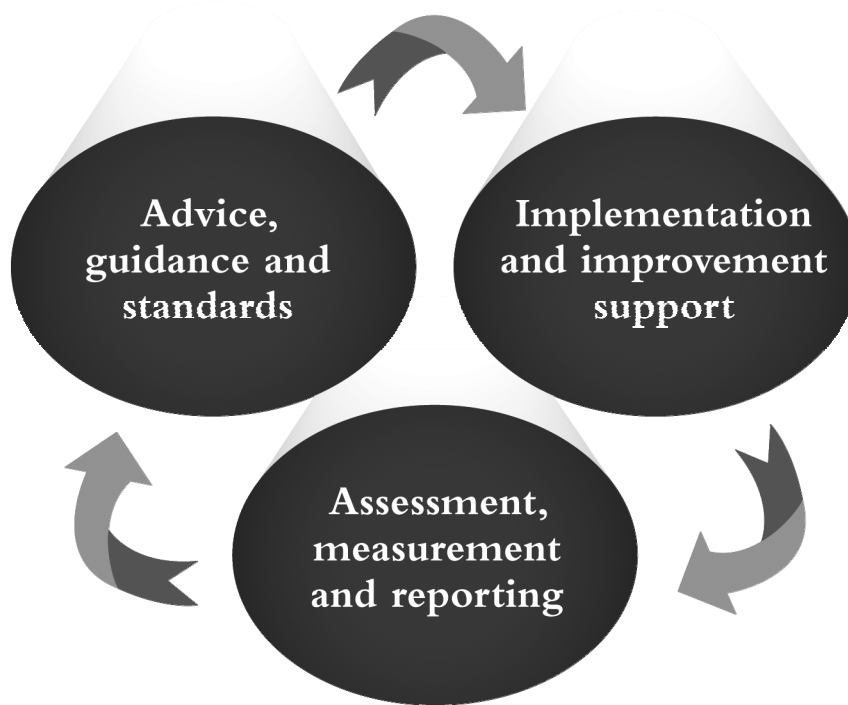 Advice,
guidance and
standards
Implementation
and improvement
support
Assessment,
measurement
and reporting